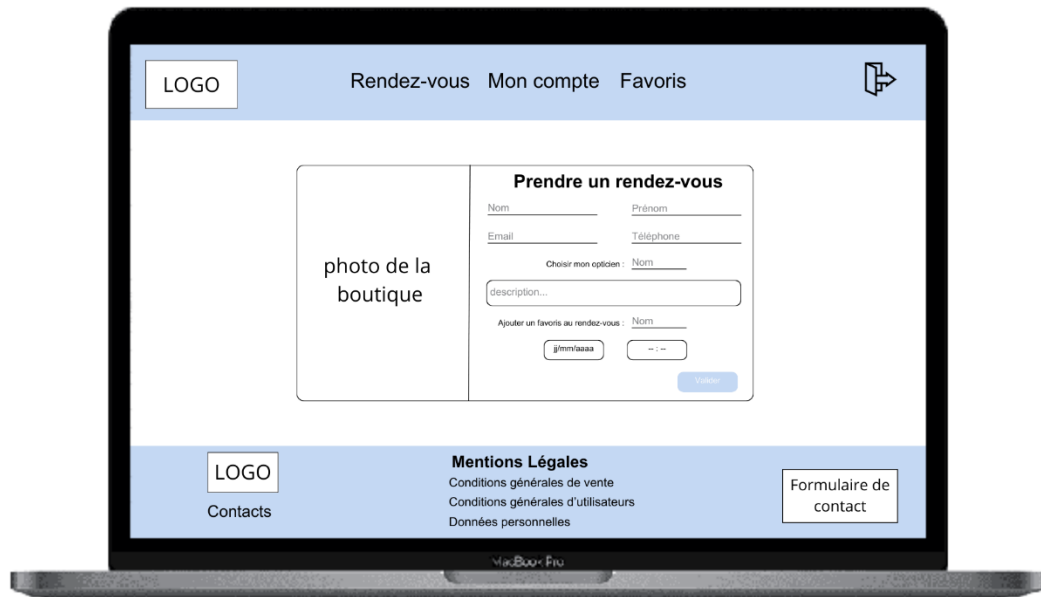 LOGO
Rendez-vous Mon compte Favoris
photo de la
boutique
Prendre un rendez-vous
Nom Prénom
Email Téléphone
Choisir mon opticien : Nom
description...
Ajouter un favoris au rendez-vous : Nom
jj/mm/aaaa -- : --
Valider
LOGO
Contacts
Mentions Légales
Conditions générales de vente
Conditions générales d'utilisateurs
Données personnelles
Formulaire de
contact
MacBook Pro